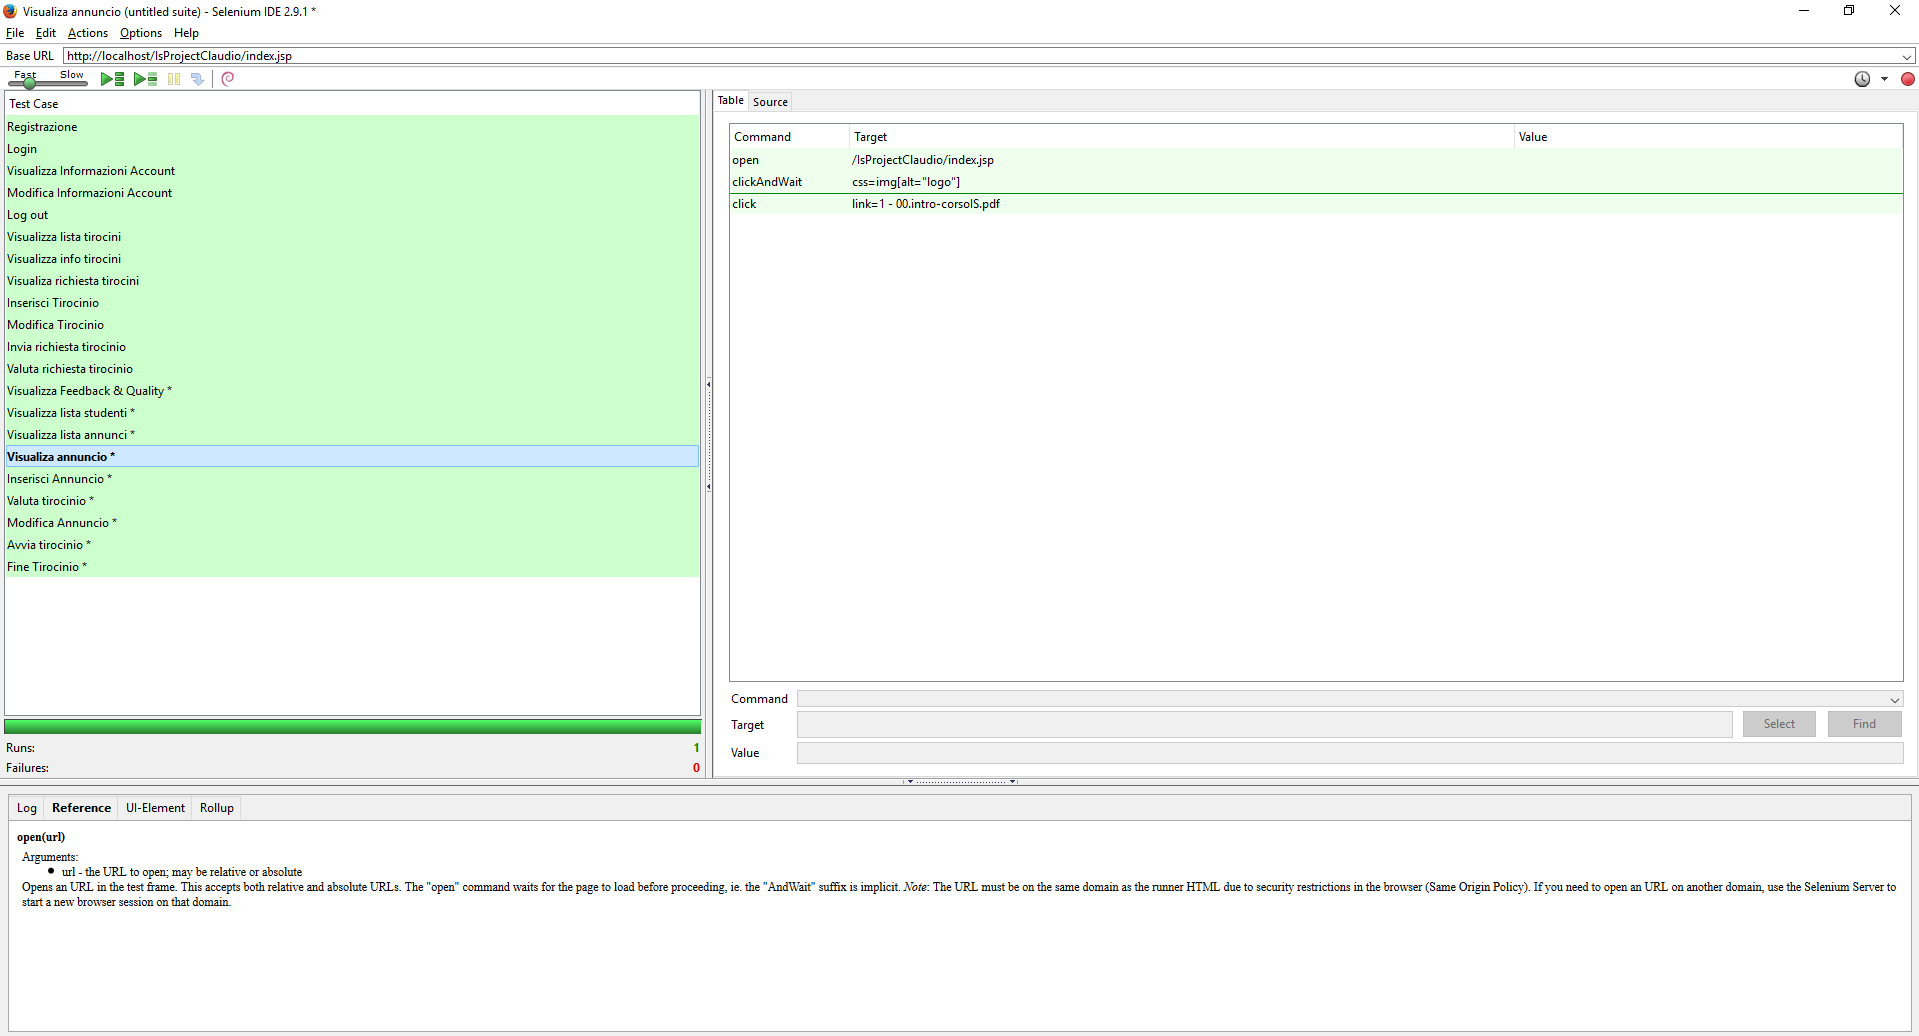 Visualiza annuncio (untitled suite) - Selenium IDE 2.9.1 *
File Edit Actions Options Help
Base URL http://localhost/IsProjectClaudio/index.jsp
Fast Slow
Test Case
Registrazione
Login
Visualizza Informazioni Account
Modifica Informazioni Account
Log out
Visualizza lista tirocini
Visualizza info tirocini
Visualiza richiesta tirocini
Inserisci Tirocinio
Modifica Tirocinio
Invia richiesta tirocinio
Valuta richiesta tirocinio
Visualizza Feedback & Quality *
Visualizza lista studenti *
Visualizza lista annunci *
Visualiza annuncio *
Inserisci Annuncio *
Valuta tirocinio *
Modifica Annuncio *
Avvia tirocinio *
Fine Tirocinio *
Runs: 1
Failures: 0
Table Source
Command Target Value
open /IsProjectClaudio/index.jsp
clickAndWait css=img[alt="logo"]
click link=1 - 00.intro-corsoIS.pdf
Command
Target Select Find
Value
Log Reference UI-Element Rollup
open(url)
Arguments:
• url - the URL to open; may be relative or absolute
Opens an URL in the test frame. This accepts both relative and absolute URLs. The "open" command waits for the page to load before proceeding, ie. the "AndWait" suffix is implicit. Note: The URL must be on the same domain as the runner HTML due to security restrictions in the browser (Same Origin Policy). If you need to open an URL on another domain, use the Selenium Server to
start a new browser session on that domain.